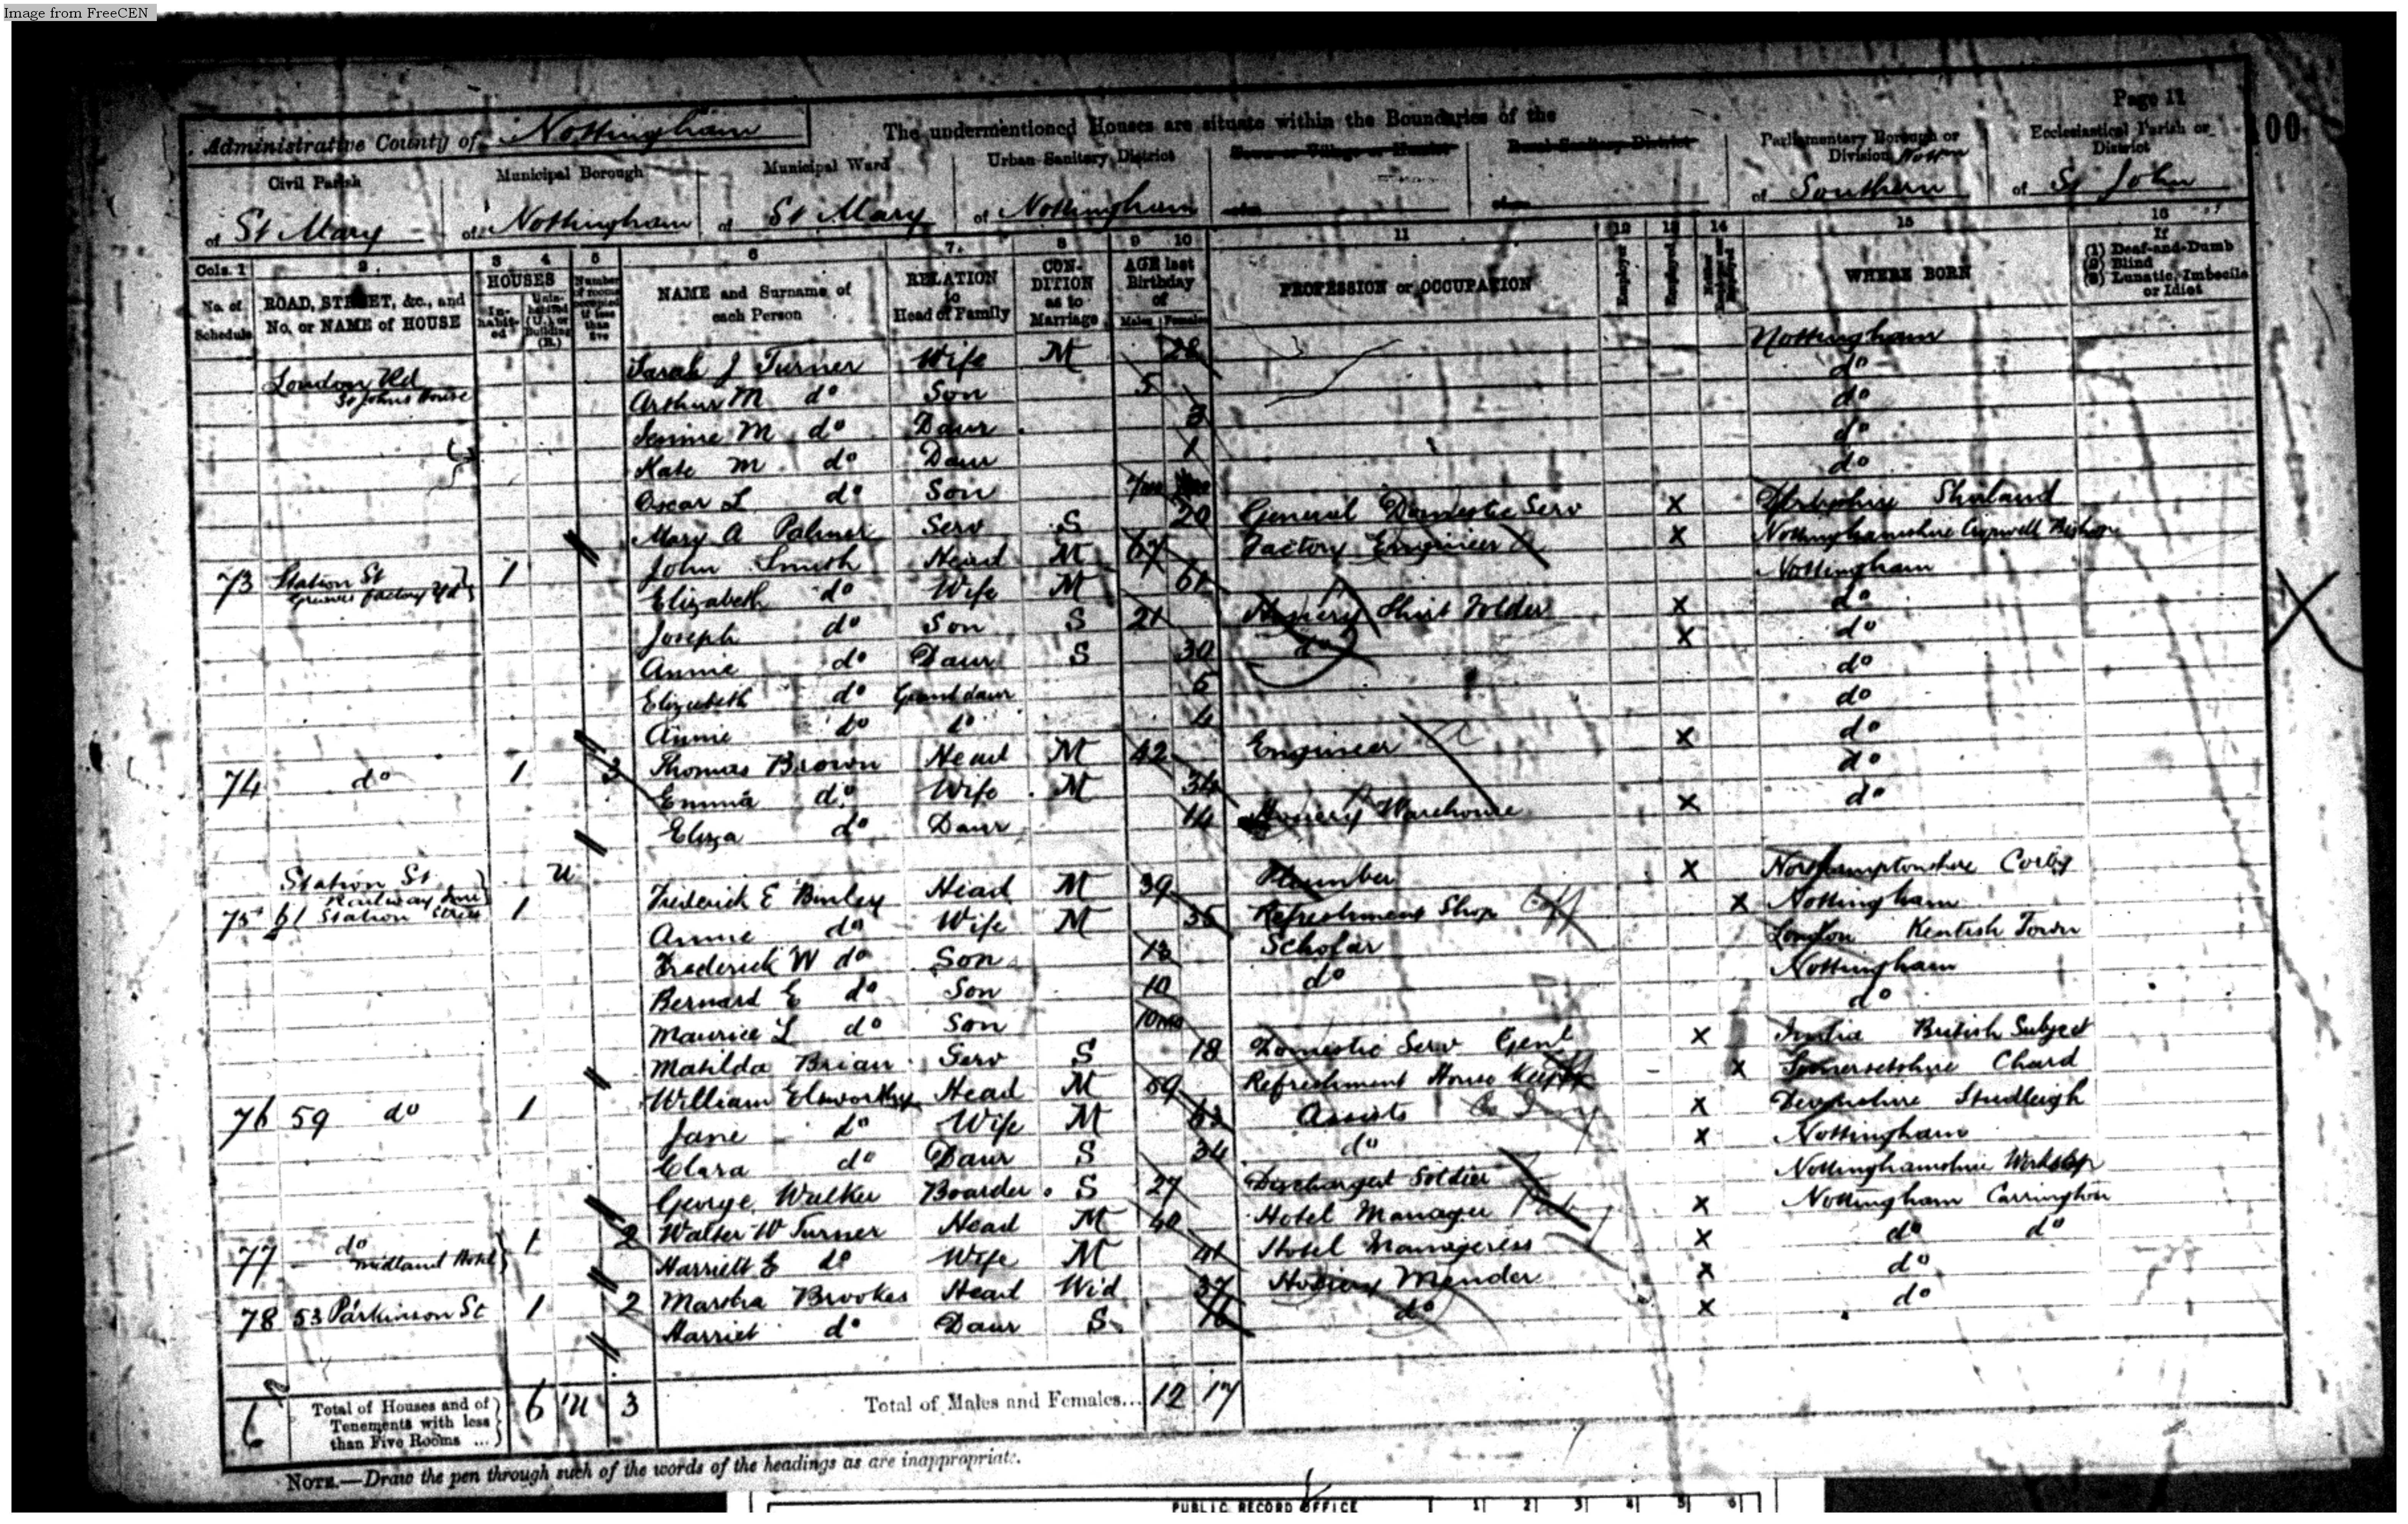 Image from FreeCEN
Page 11
Administrative County of Nottingham The undermentioned Houses are situate within the Boundaries of the
100
Civil Parish Municipal Borough Municipal Ward Urban Sanitary District Town or Village or Hamlet Rural Sanitary District Parliamentary Borough or Division Ecclesiastical Parish or District
of St Mary of Nottingham of St Mary of Nottingham of Southern of St John
Cols. 1 2 3 4 5 6 7 8 9 10 11 12 13 14 15 16
No. of Schedule ROAD, STREET, &c., and No. or NAME of HOUSE HOUSES Inhabited Uninhabited (U.), or Building (B.) Number of rooms occupied if less than five NAME and Surname of each Person RELATION to Head of Family CONDITION as to Marriage AGE last Birthday of Males Females PROFESSION or OCCUPATION Employer Employed Neither WHERE BORN If (1) Deaf-and-Dumb (2) Blind (3) Lunatic, Imbecile or Idiot
London Rd St Johns House Sarah J Turner Wife M 28 Nottingham
Arthur M do Son 5 do
Jennie M do Daur 3 do
Kate M do Daur 1 do
Oscar L do Son 7 mo do
Mary A Palmer Serv S 20 General Domestic Serv X Derbyshire Shirland
73 Station St factory Yd 1 John Smith Head M 67 Factory Engineer X Nottinghamshire Cropwell Bishop
Elizabeth do Wife M 61 Nottingham
Joseph do Son S 21 Hosiery Shirt Folder X do
Annie do Daur S 30 do X do
Elizabeth do Grand daur 5 do
Annie do do 4 do
74 do 1 3 Thomas Brown Head M 42 Engineer X do
Emma do Wife M 34 do
Eliza do Daur 14 Hosiery Warehouse X do
Station St Railway Inn U
75 61 Station Street 1 Frederick E Binley Head M 39 Plumber X Northamptonshire Corby
Annie do Wife M 35 Refreshment Shop X Nottingham
Frederick W do Son 13 Scholar London Kentish Town
Bernard E do Son 10 do Nottingham
Maurice L do Son 10 mo do
Matilda Brian Serv S 18 Domestic Serv Genl X India British Subject
76 59 do 1 William Elsworthy Head M 59 Refreshment House Keeper X Somersetshire Chard
Jane do Wife M 62 Assists X Devonshire Studleigh
Clara do Daur S 34 do X Nottingham
George Walker Boarder S 27 Discharged Soldier Nottinghamshire Worksop
77 do Midland Hotel 1 2 Walter W Turner Head M 40 Hotel Manager X Nottingham Carrington
Harriett E do Wife M 41 Hotel Manageress X do do
78 53 Parkinson St 1 2 Martha Brookes Head Wid 37 Hosiery Mender X do
Harriet do Daur S 16 do X do
6 Total of Houses and of Tenements with less than Five Rooms ... 6 1U 3 Total of Males and Females... 12 17
NOTE.—Draw the pen through such of the words of the headings as are inappropriate.
PUBLIC RECORD OFFICE 1 2 3 4 5 6